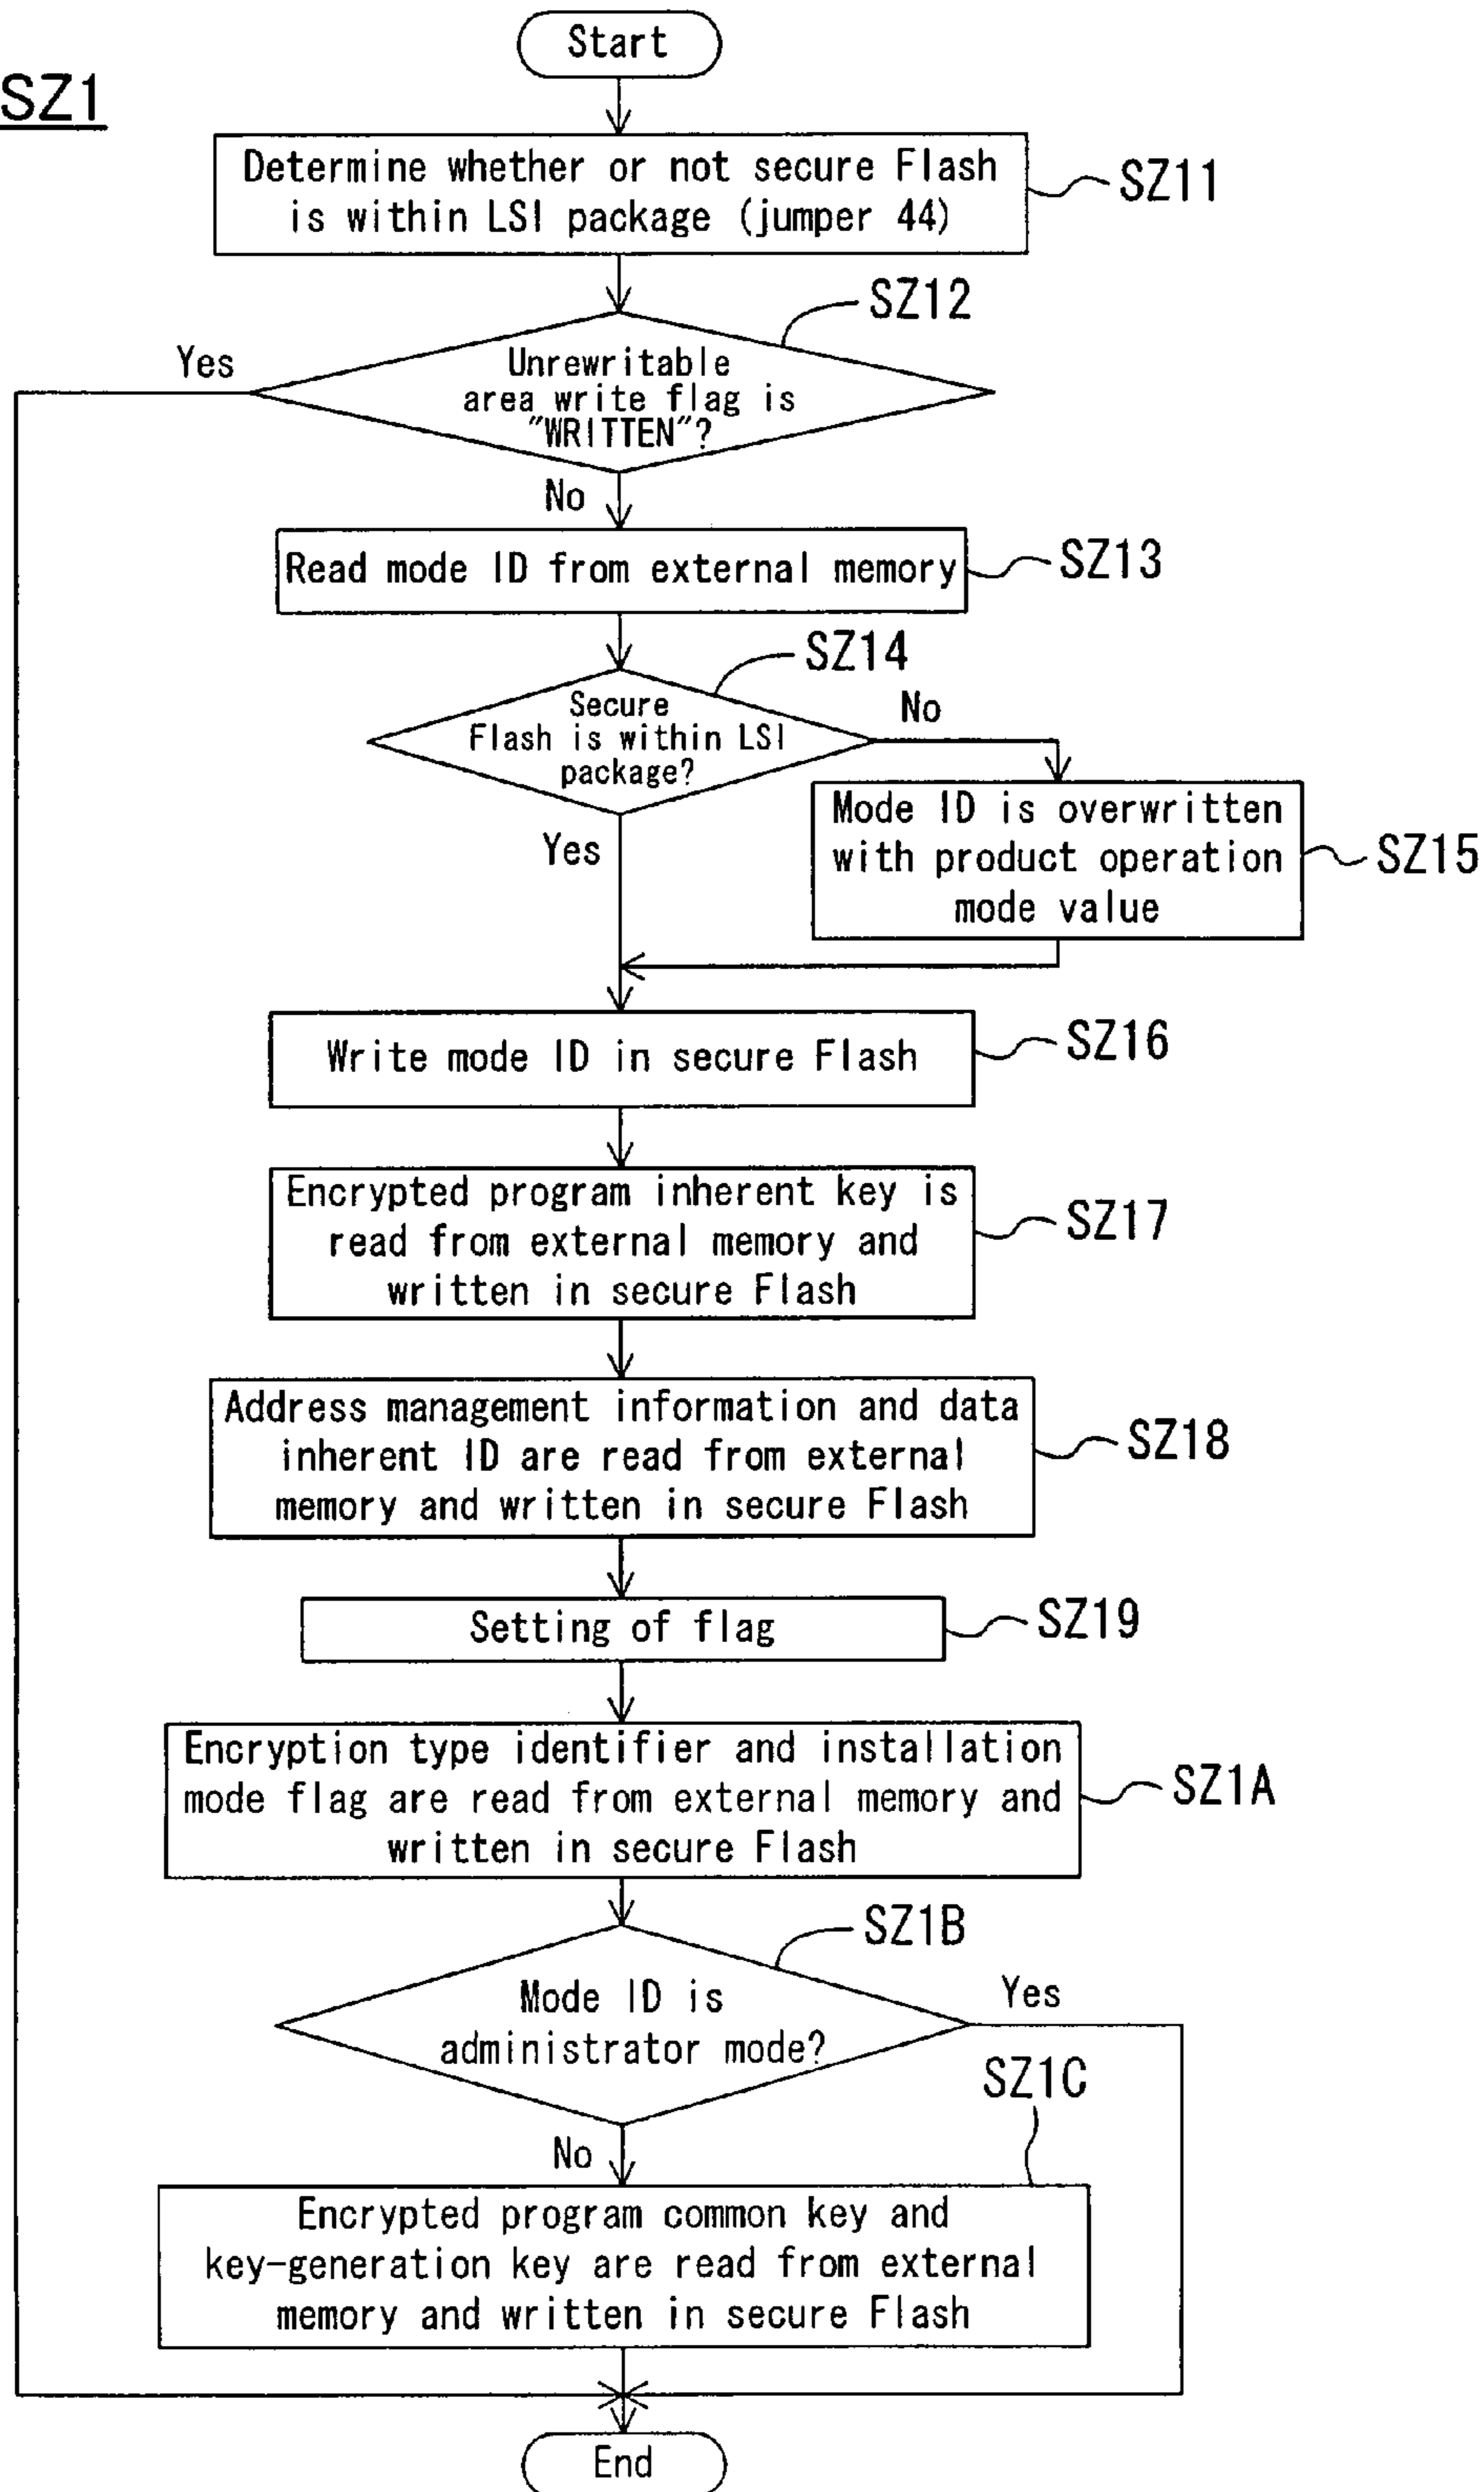 Start
SZ1
Determine whether or not secure Flash
is within LSI package (jumper 44)
SZ11
SZ12
Yes
Unrewritable
area write flag is
"WRITTEN"?
No
Read mode ID from external memory
SZ13
SZ14
Secure
Flash is within LSI
package?
No
Yes
Mode ID is overwritten
with product operation
mode value
SZ15
Write mode ID in secure Flash
SZ16
Encrypted program inherent key is
read from external memory and
written in secure Flash
SZ17
Address management information and data
inherent ID are read from external
memory and written in secure Flash
SZ18
Setting of flag
SZ19
Encryption type identifier and installation
mode flag are read from external memory and
written in secure Flash
SZ1A
SZ1B
Mode ID is
administrator mode?
Yes
No
SZ1C
Encrypted program common key and
key-generation key are read from external
memory and written in secure Flash
End